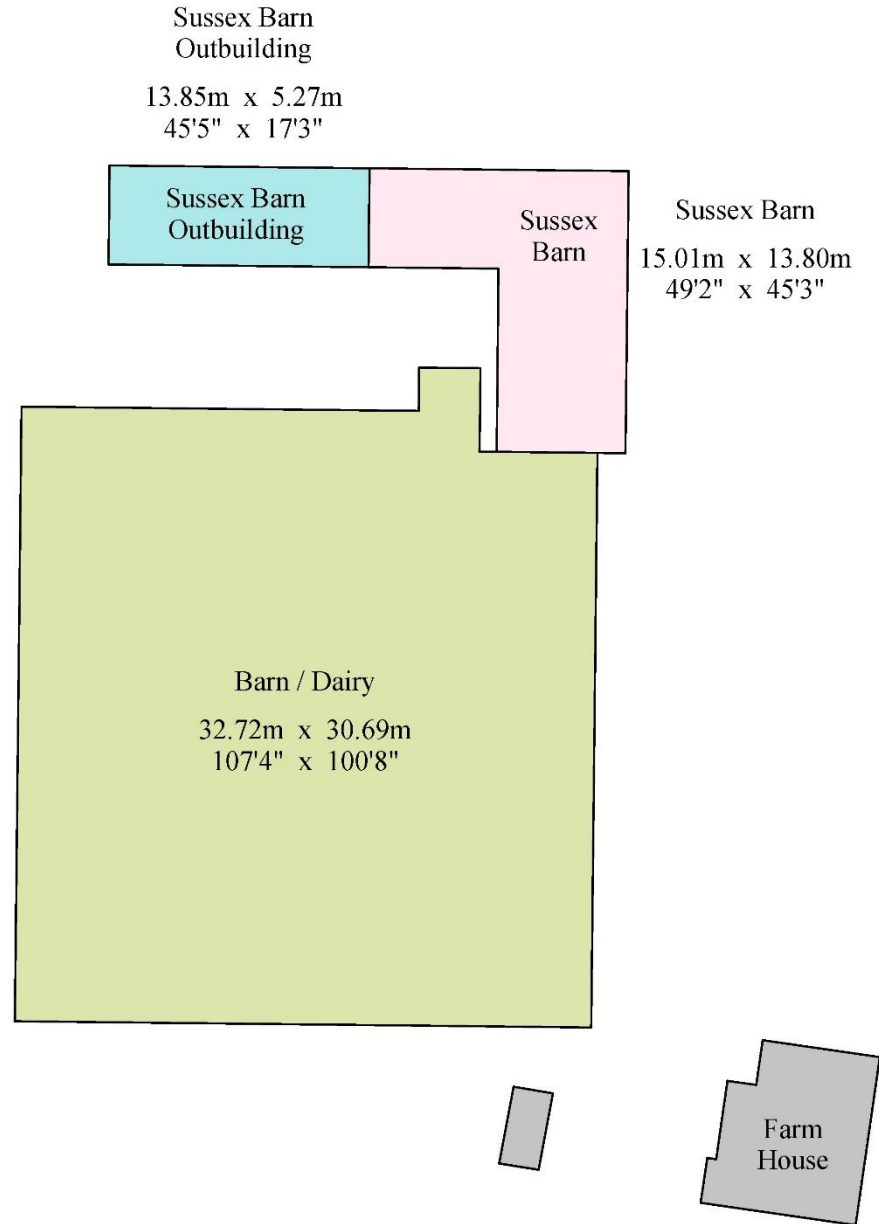 Sussex Barn
Outbuilding
13.85m x 5.27m
45'5" x 17'3"
Sussex Barn
Outbuilding
Sussex
Barn
Sussex Barn
15.01m x 13.80m
49'2" x 45'3"
Barn / Dairy
32.72m x 30.69m
107'4" x 100'8"
Farm
House